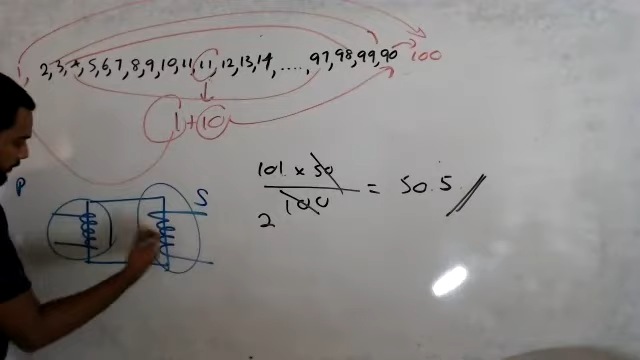 , 2,3,4,5,6,7,8,9,10,11,11,12,13,14, ...., 97,98,99,90 100
1+10
101 x 50
100
2
= 50.5
P
S